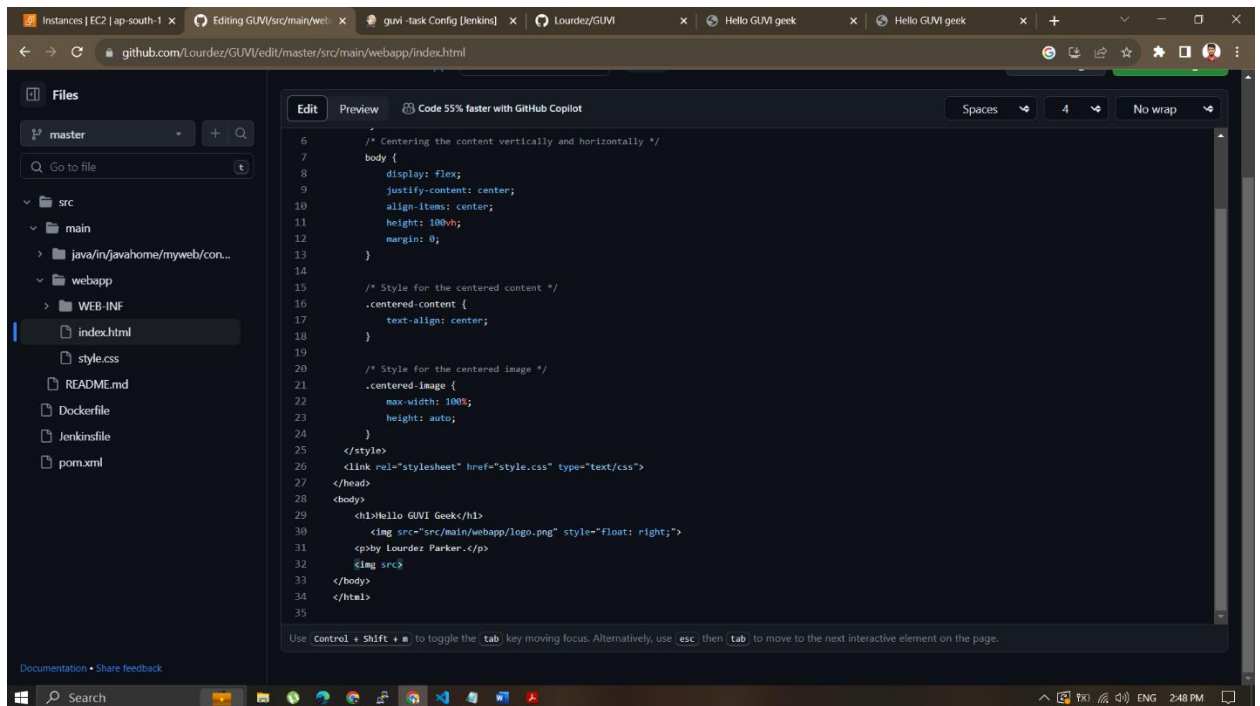 Instances | EC2 | ap-south-1
Editing GUVI/src/main/web
guvi -task Config [Jenkins]
Lourdez/GUVI
Hello GUVI geek
Hello GUVI geek
github.com/Lourdez/GUVI/edit/master/src/main/webapp/index.html
Files
master
Go to file
t
src
main
java/in/javahome/myweb/con...
webapp
WEB-INF
index.html
style.css
README.md
Dockerfile
Jenkinsfile
pom.xml
Documentation • Share feedback
Edit Preview Code 55% faster with GitHub Copilot Spaces 4 No wrap
6 /* Centering the content vertically and horizontally */
7 body {
8 display: flex;
9 justify-content: center;
10 align-items: center;
11 height: 100vh;
12 margin: 0;
13 }
14
15 /* Style for the centered content */
16 .centered-content {
17 text-align: center;
18 }
19
20 /* Style for the centered image */
21 .centered-image {
22 max-width: 100%;
23 height: auto;
24 }
25 </style>
26 <link rel="stylesheet" href="style.css" type="text/css">
27 </head>
28 <body>
29 <h1>Hello GUVI Geek</h1>
30 <img src="src/main/webapp/logo.png" style="float: right;">
31 <p>by Lourdez Parker.</p>
32 <img src>
33 </body>
34 </html>
35
Use Control + Shift + m to toggle the tab key moving focus. Alternatively, use esc then tab to move to the next interactive element on the page.
Search
ENG 2:48 PM